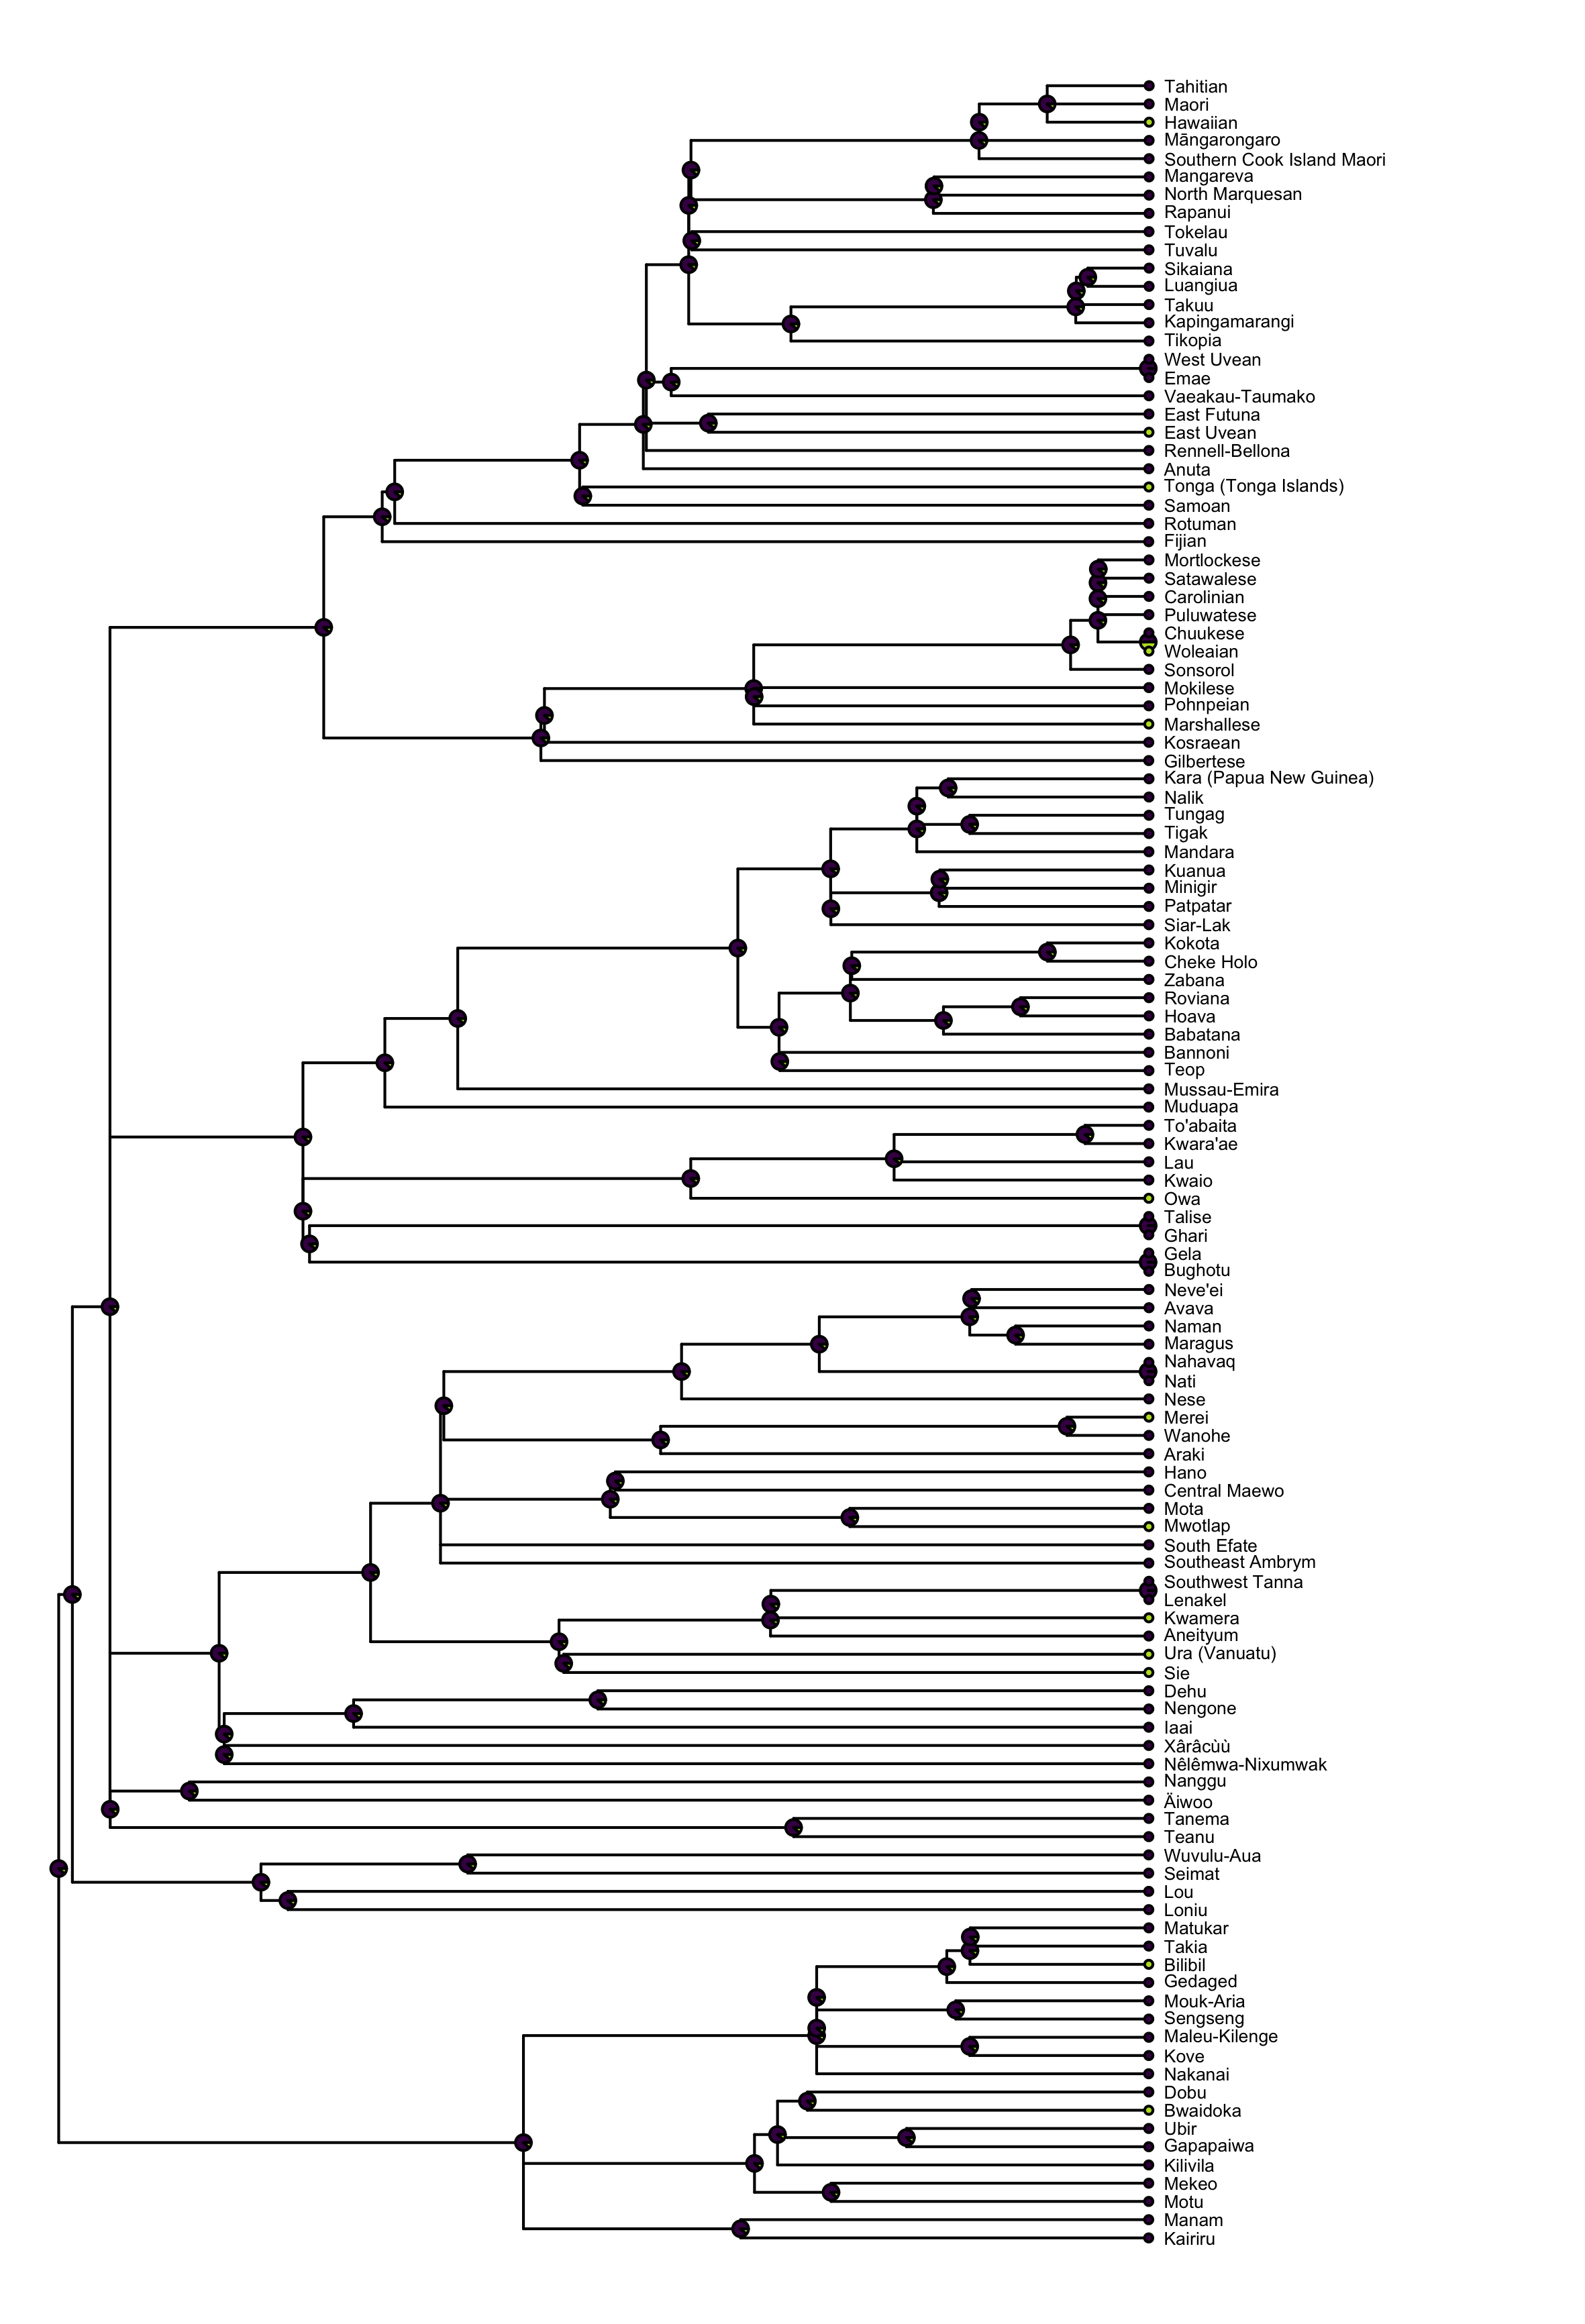 Tahitian
Maori
Hawaiian
Māngarongaro
Southern Cook Island Maori
Mangareva
North Marquesan
Rapanui
Tokelau
Tuvalu
Sikaiana
Luangiua
Takuu
Kapingamarangi
Tikopia
West Uvean
Emae
Vaeakau-Taumako
East Futuna
East Uvean
Rennell-Bellona
Anuta
Tonga (Tonga Islands)
Samoan
Rotuman
Fijian
Mortlockese
Satawalese
Carolinian
Puluwatese
Chuukese
Woleaian
Sonsorol
Mokilese
Pohnpeian
Marshallese
Kosraean
Gilbertese
Kara (Papua New Guinea)
Nalik
Tungag
Tigak
Mandara
Kuanua
Minigir
Patpatar
Siar-Lak
Kokota
Cheke Holo
Zabana
Roviana
Hoava
Babatana
Bannoni
Teop
Mussau-Emira
Muduapa
To'abaita
Kwara'ae
Lau
Kwaio
Owa
Talise
Ghari
Gela
Bughotu
Neve'ei
Avava
Naman
Maragus
Nahavaq
Nati
Nese
Merei
Wanohe
Araki
Hano
Central Maewo
Mota
Mwotlap
South Efate
Southeast Ambrym
Southwest Tanna
Lenakel
Kwamera
Aneityum
Ura (Vanuatu)
Sie
Dehu
Nengone
Iaai
Xârâcùù
Nêlêmwa-Nixumwak
Nanggu
Äiwoo
Tanema
Teanu
Wuvulu-Aua
Seimat
Lou
Loniu
Matukar
Takia
Bilibil
Gedaged
Mouk-Aria
Sengseng
Maleu-Kilenge
Kove
Nakanai
Dobu
Bwaidoka
Ubir
Gapapaiwa
Kilivila
Mekeo
Motu
Manam
Kairiru